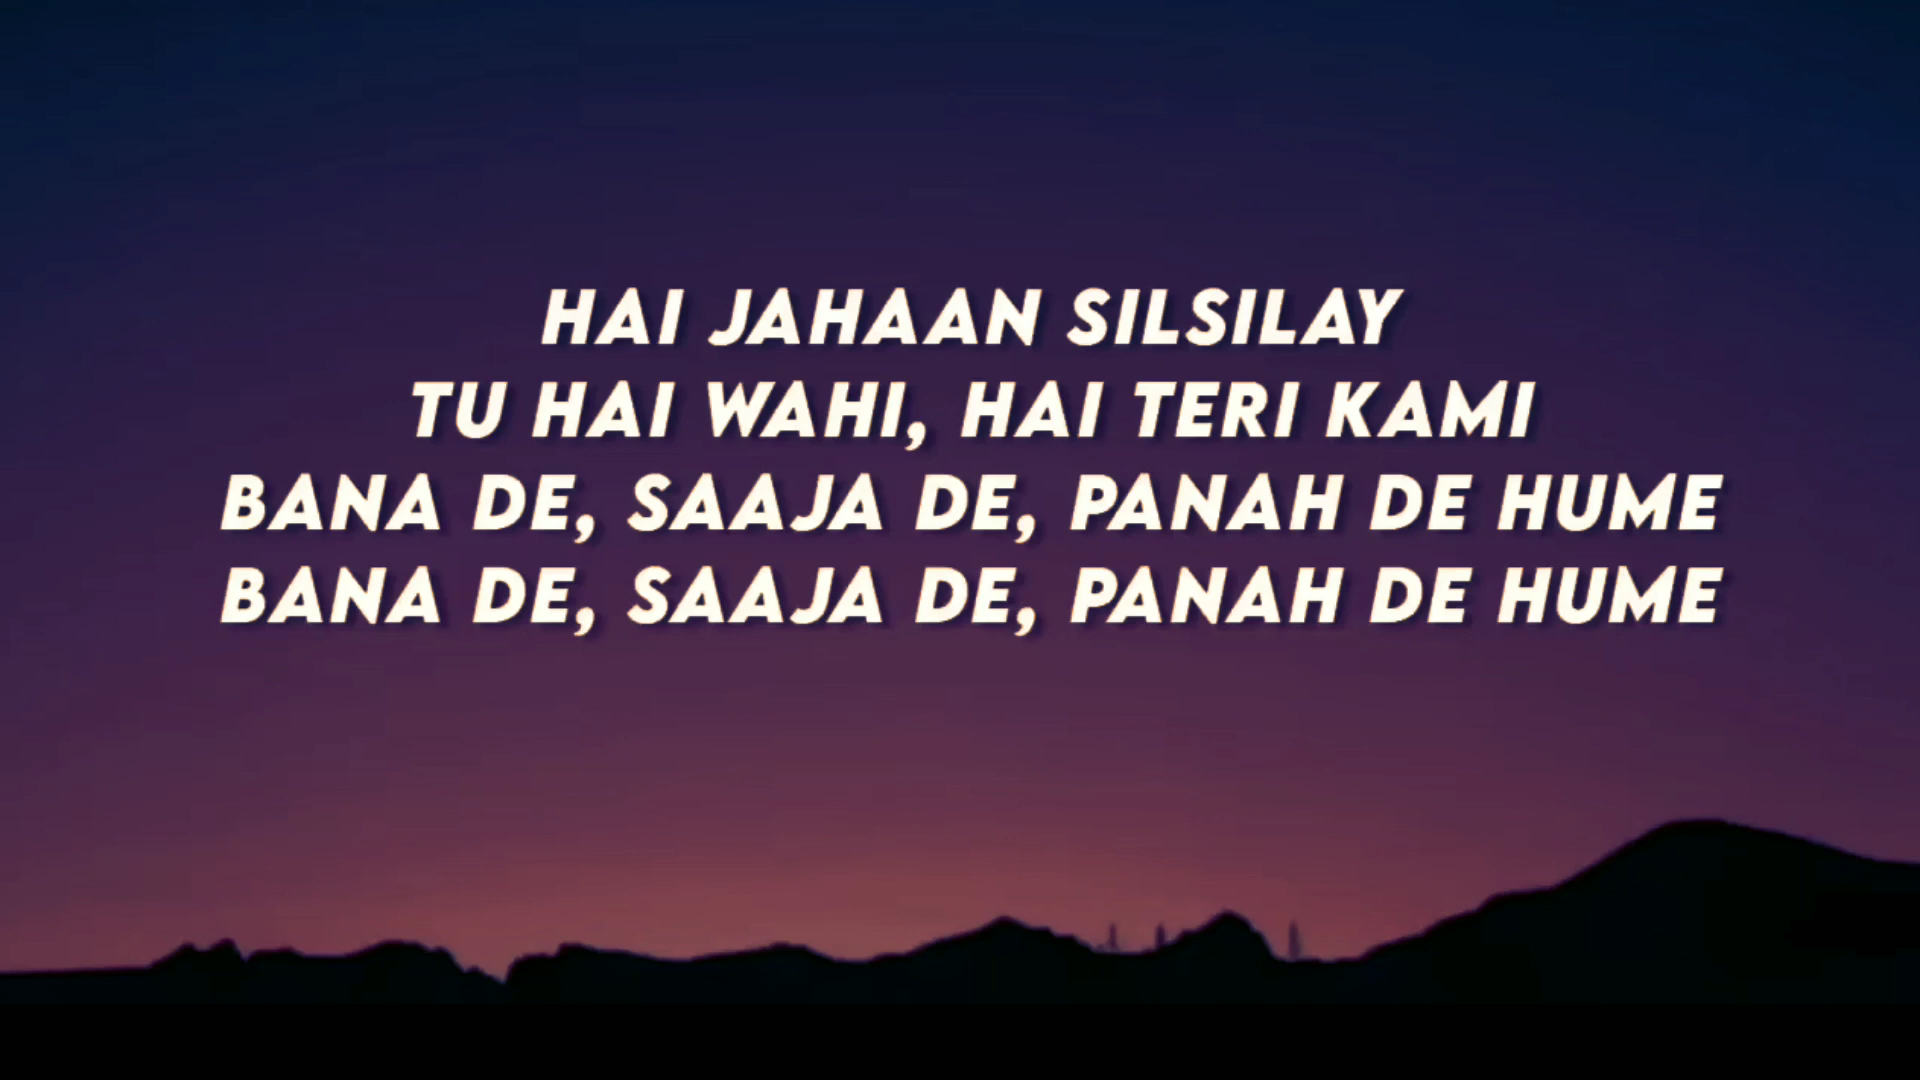 HAI JAHAAN SILSILAY
TU HAI WAHI, HAI TERI KAMI
BANA DE, SAAJA DE, PANAH DE HUME
BANA DE, SAAJA DE, PANAH DE HUME